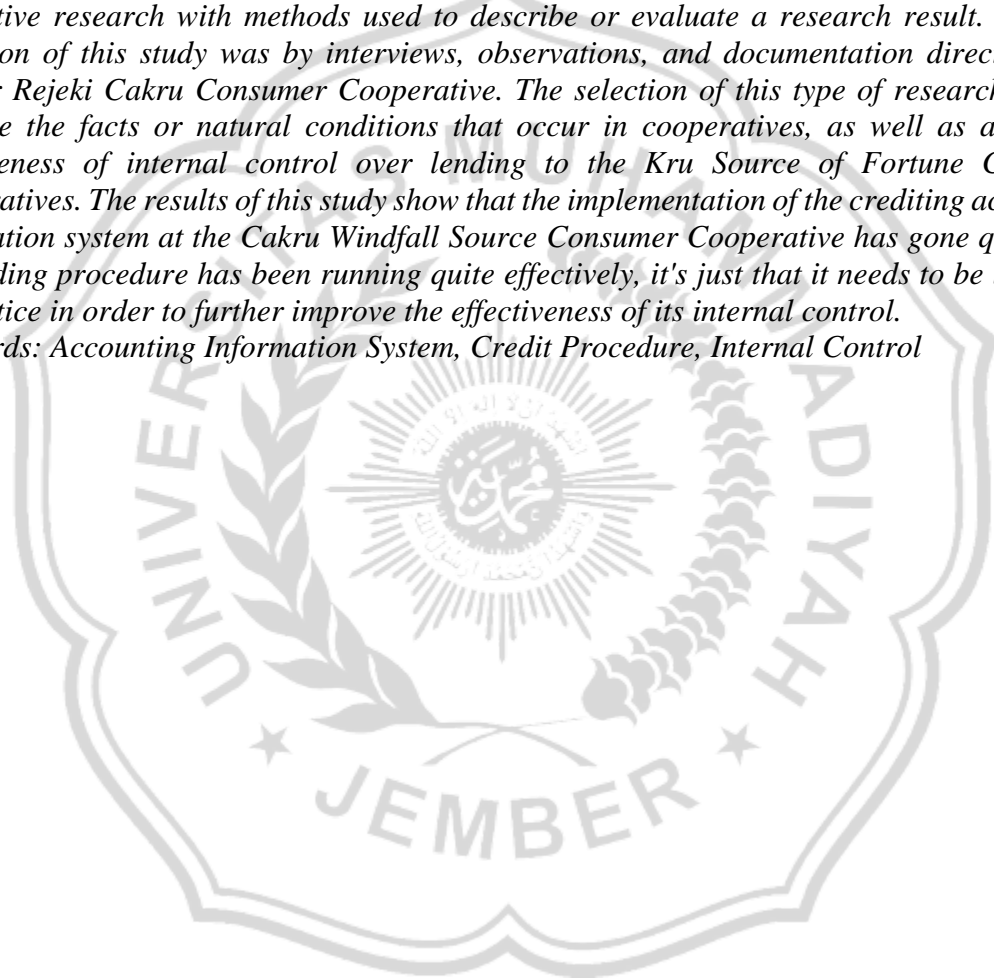 tive research with methods used to describe or evaluate a research result.
on of this study was by interviews, observations, and documentation direc
r Rejeki Cakru Consumer Cooperative. The selection of this type of research
e the facts or natural conditions that occur in cooperatives, as well as a
eness of internal control over lending to the Kru Source of Fortune C
ratives. The results of this study show that the implementation of the crediting ac
ation system at the Cakru Windfall Source Consumer Cooperative has gone q
ding procedure has been running quite effectively, it's just that it needs to be
tice in order to further improve the effectiveness of its internal control.
rds: Accounting Information System, Credit Procedure, Internal Control
UNIVERSITAS MUHAMMADIYAH
JEMBER